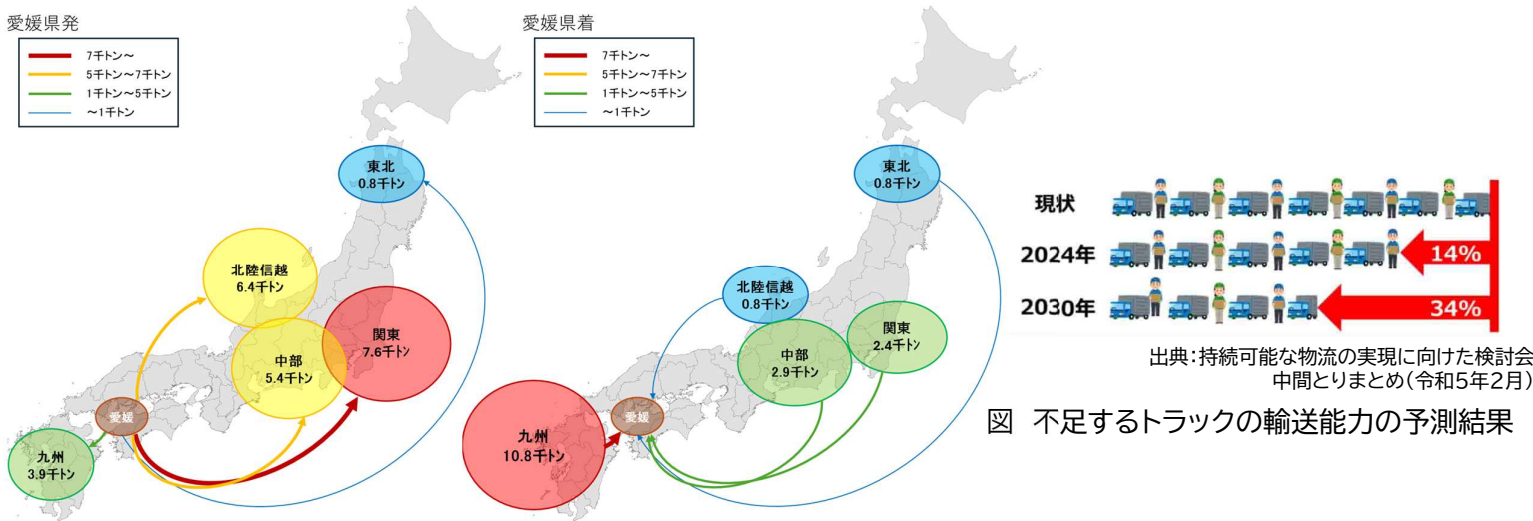 愛媛県発
7千トン～
5千トン～7千トン
1千トン～5千トン
～1千トン
東北
0.8千トン
北陸信越
6.4千トン
関東
7.6千トン
中部
5.4千トン
愛媛
九州
3.9千トン
愛媛県着
7千トン～
5千トン～7千トン
1千トン～5千トン
～1千トン
東北
0.8千トン
北陸信越
0.8千トン
関東
2.4千トン
中部
2.9千トン
愛媛
九州
10.8千トン
現状
2024年
14%
2030年
34%
出典：持続可能な物流の実現に向けた検討会
中間とりまとめ（令和5年2月）
図 不足するトラックの輸送能力の予測結果